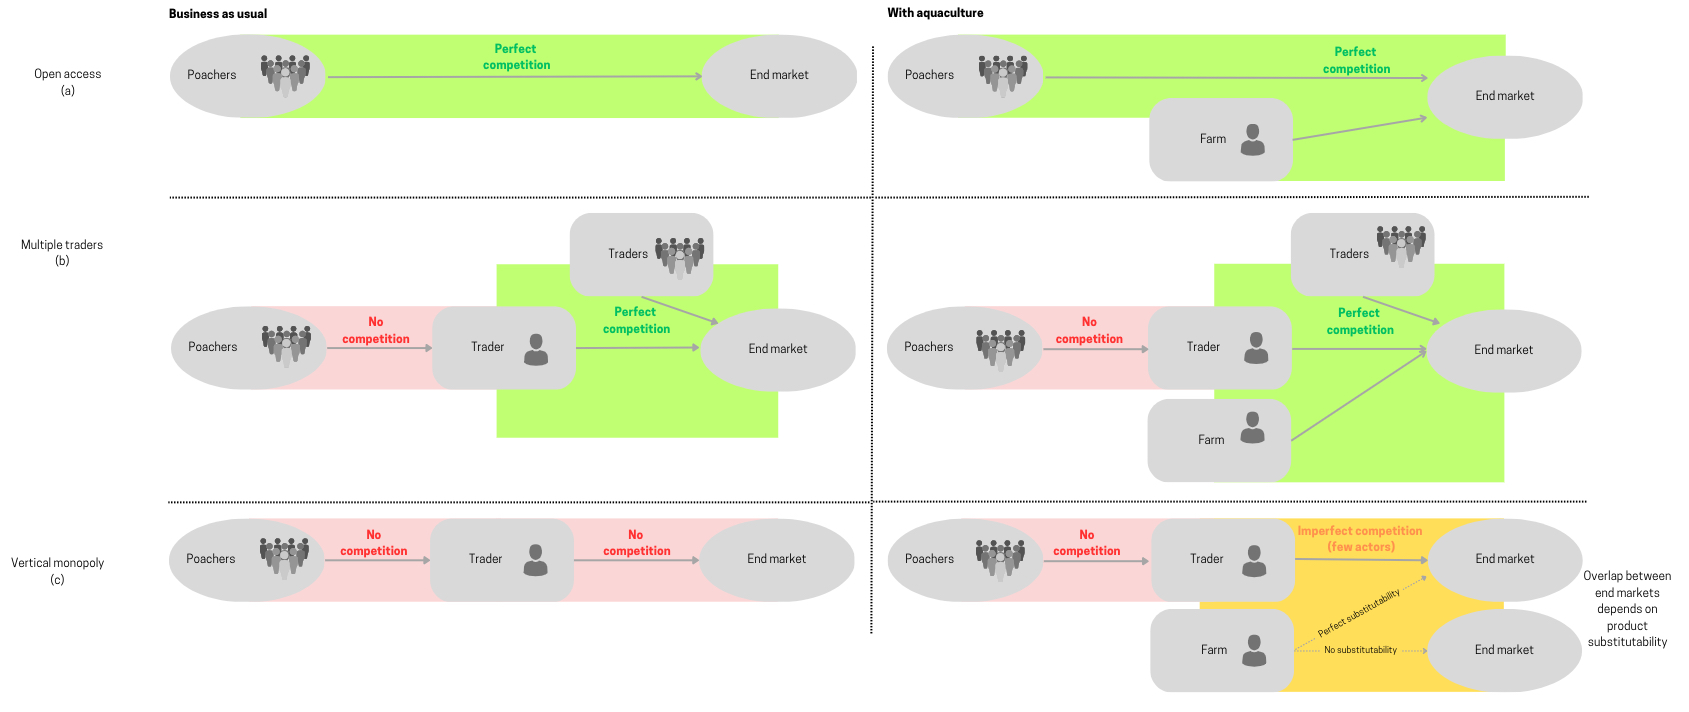 Business as usual
With aquaculture
Open access
(a)
Poachers
Perfect
competition
End market
Poachers
Perfect
competition
End market
Farm
Multiple traders
(b)
Traders
Poachers
No
competition
Trader
Perfect
competition
End market
Traders
Poachers
No
competition
Trader
Perfect
competition
End market
Farm
Vertical monopoly
(c)
Poachers
No
competition
Trader
No
competition
End market
Poachers
No
competition
Trader
Imperfect competition
(few actors)
End market
Perfect substitutability
Farm
No substitutability
End market
Overlap between
end markets
depends on
product
substitutability